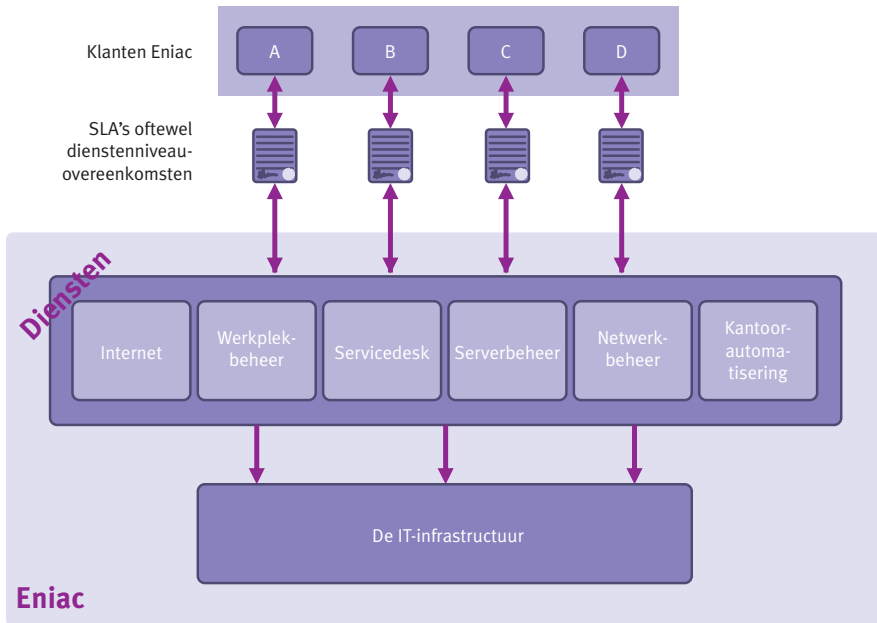 Klanten Eniac
A
B
C
D
SLA's oftewel
dienstenniveau-
overeenkomsten
Diensten
Internet
Werkplek-
beheer
Servicedesk
Serverbeheer
Netwerk-
beheer
Kantoor-
automa-
tisering
De IT-infrastructuur
Eniac